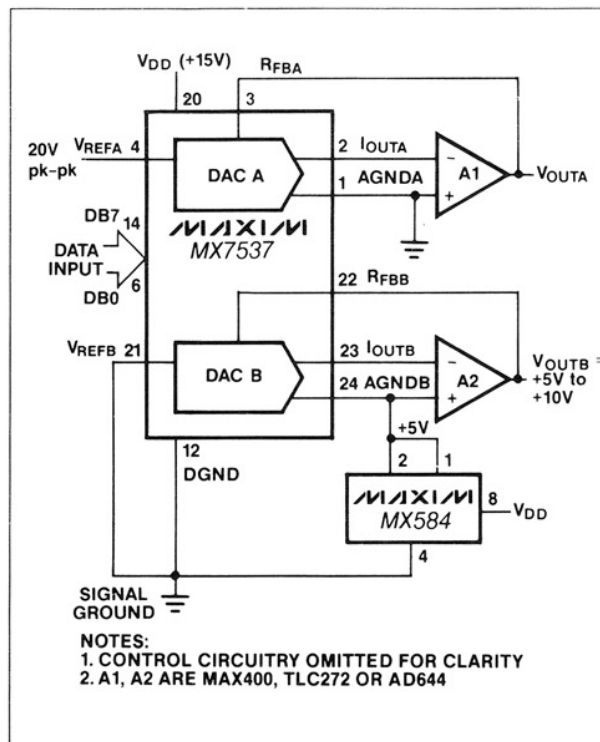 VDD (+15V)
RFBA
20
3
20V
pk-pk
VREFA 4
DAC A
2 IOUTA
1 AGNDA
−
A1
+
VOUTA
MAXIM
MX7537
DB7 14
DATA
INPUT
DB0 6
22 RFBB
VREFB 21
DAC B
23 IOUTB
24 AGNDB
−
A2
+
VOUTB =
+5V to
+10V
+5V
12
DGND
2
1
MAXIM
MX584
8
VDD
4
SIGNAL
GROUND
NOTES:
1. CONTROL CIRCUITRY OMITTED FOR CLARITY
2. A1, A2 ARE MAX400, TLC272 OR AD644